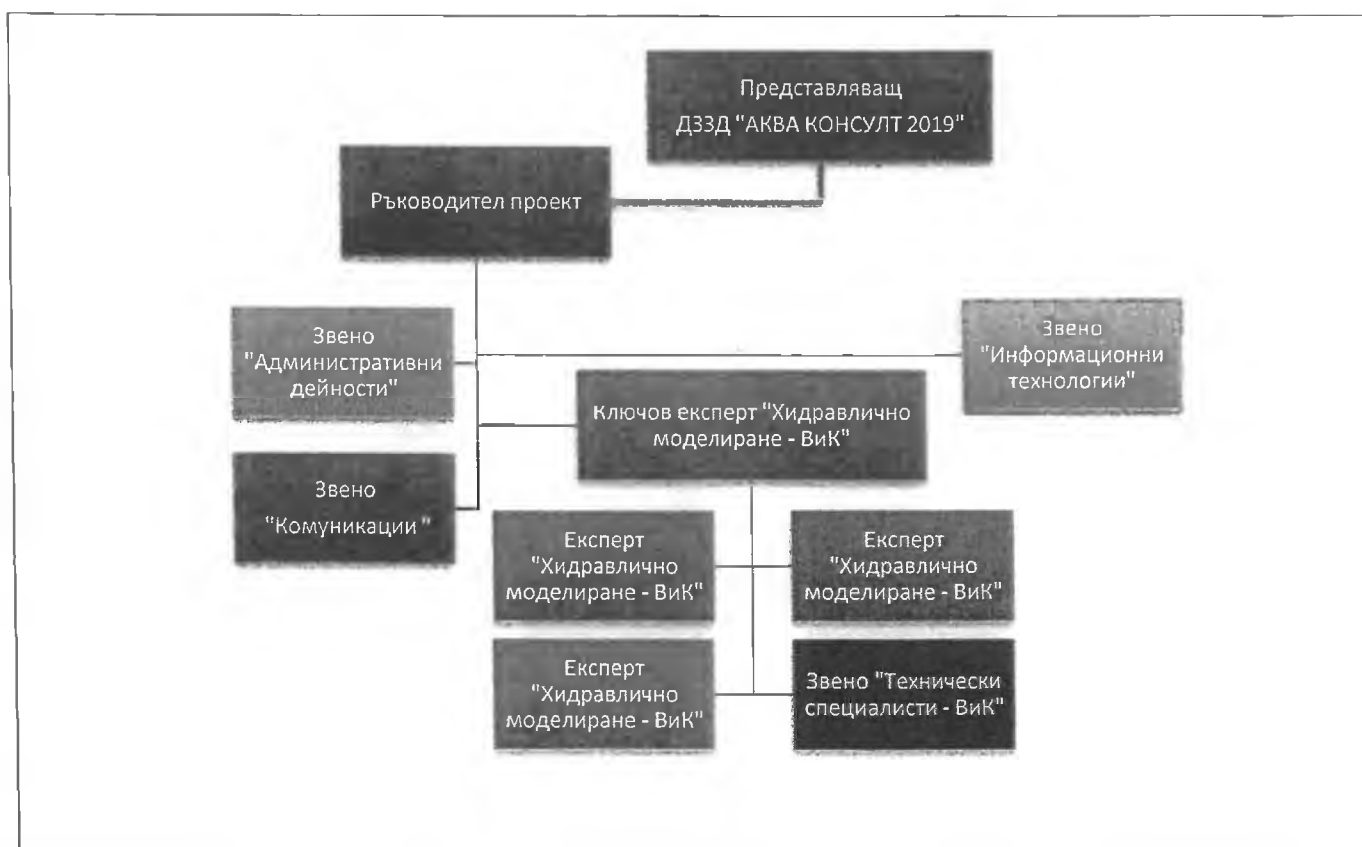 Представляващ
ДЗЗД "АКВА КОНСУЛТ 2019"
Ръководител проект
Звено
"Административни
дейности"
Звено
"Информационни
технологии"
Ключов експерт "Хидравлично
моделиране - ВиК"
Звено
"Комуникации "
Експерт
"Хидравлично
моделиране - ВиК"
Експерт
"Хидравлично
моделиране - ВиК"
Експерт
"Хидравлично
моделиране - ВиК"
Звено "Технически
специалисти - ВиК"